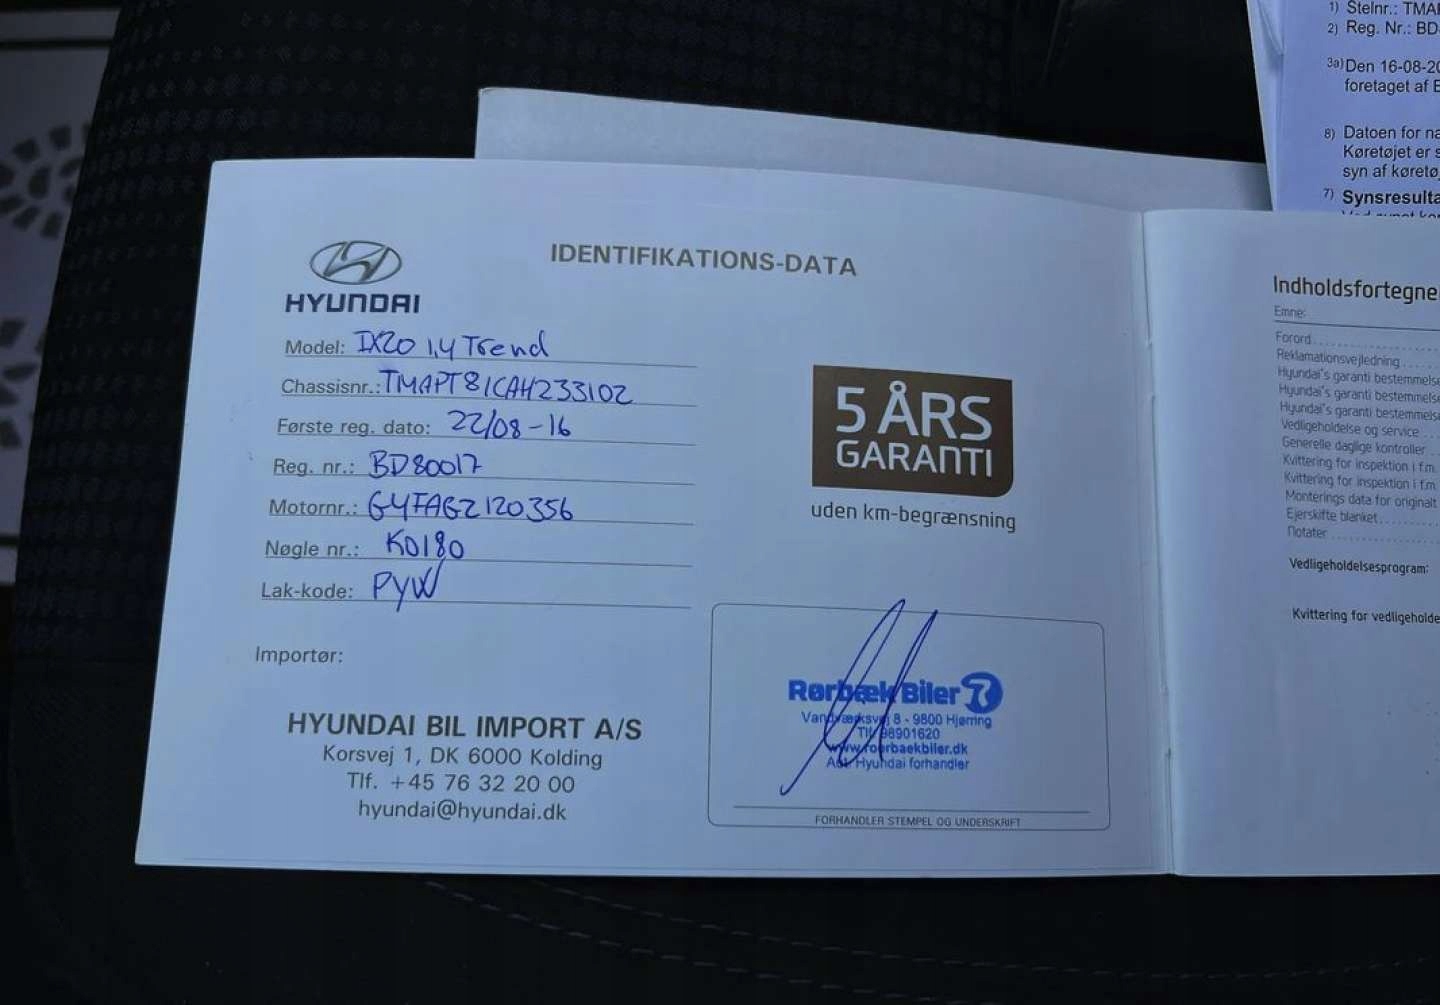 HYUNDAI
IDENTIFIKATIONS-DATA
Model: IX20 1,4 Trend
Chassisnr.: TMAPT81CAHZ33102
Første reg. dato: 22/08-16
Reg. nr.: BD80017
Motornr.: G4FAGZ120356
Nøgle nr.: K0180
Lak-kode: PYW
Importør:
HYUNDAI BIL IMPORT A/S
Korsvej 1, DK 6000 Kolding
Tlf. +45 76 32 20 00
hyundai@hyundai.dk
5 ÅRS
GARANTI
uden km-begrænsning
Rørbæk Biler
Vandværksvej 8 - 9800 Hjørring
Tlf. 98901620
www.roerbaekbiler.dk
Aut. Hyundai forhandler
FORHANDLER STEMPEL OG UNDERSKRIFT
1) Stelnr.: TMA
2) Reg. Nr.: BD
3a) Den 16-08-20
foretaget af
8) Datoen for
Køretøjet er
syn af køretøj
7) Synsresulta
Indholdsfortegne
Emne:
Forord
Reklamationsvejledning
Hyundai's garanti bestemmelse
Hyundai's garanti bestemmelse
Hyundai's garanti bestemmelse
Vedligeholdelse og service
Generelle daglige kontroller
Kvittering for inspektion i f.m.
Kvittering for inspektion i f.m.
Monterings data for originalt
Ejerskifte blanket
Notater
Vedligeholdelsesprogram:
Kvittering for vedligeholde